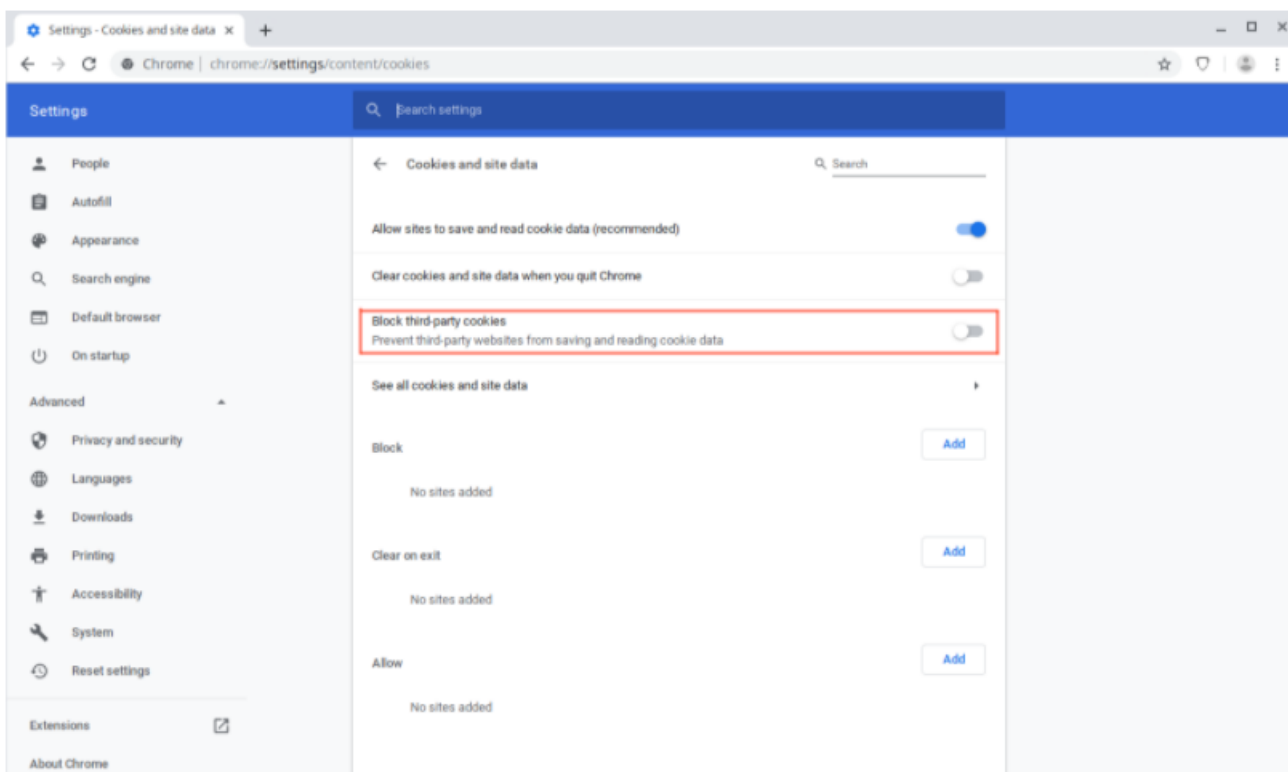 Settings - Cookies and site data
Chrome | chrome://settings/content/cookies
Settings
Search settings
People
Autofill
Appearance
Search engine
Default browser
On startup
Advanced
Privacy and security
Languages
Downloads
Printing
Accessibility
System
Reset settings
Extensions
About Chrome
Cookies and site data
Search
Allow sites to save and read cookie data (recommended)
Clear cookies and site data when you quit Chrome
Block third-party cookies
Prevent third-party websites from saving and reading cookie data
See all cookies and site data
Block
Add
No sites added
Clear on exit
Add
No sites added
Allow
Add
No sites added